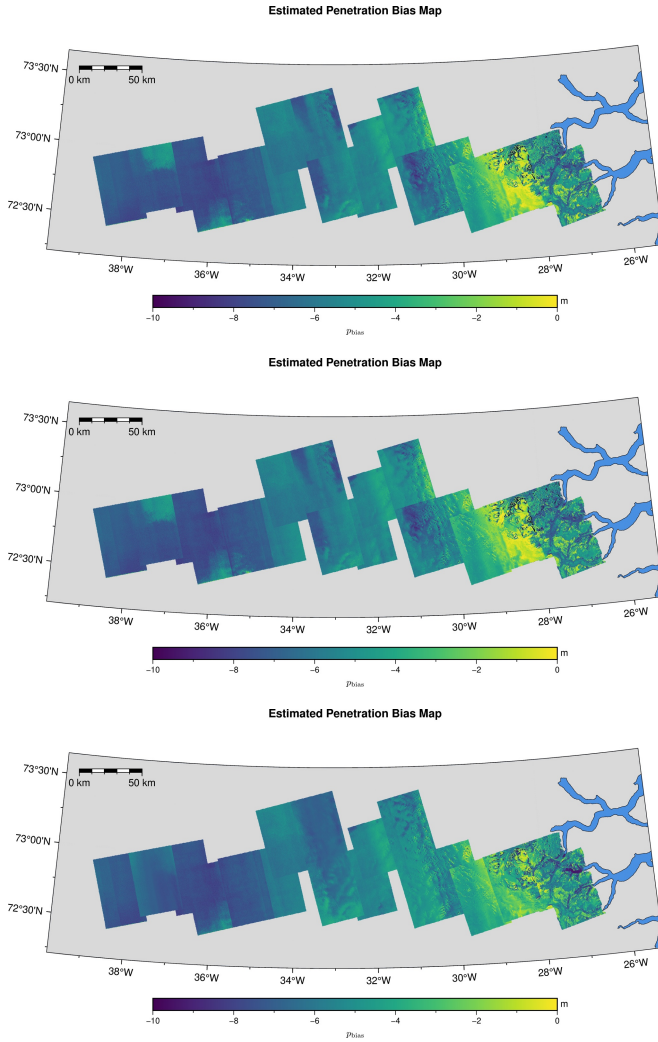 Estimated Penetration Bias Map
73°30'N
0 km 50 km
73°00'N
72°30'N
38°W 36°W 34°W 32°W 30°W 28°W 26°W
m
−10 −8 −6 −4 −2 0
pbias
Estimated Penetration Bias Map
73°30'N
0 km 50 km
73°00'N
72°30'N
38°W 36°W 34°W 32°W 30°W 28°W 26°W
m
−10 −8 −6 −4 −2 0
pbias
Estimated Penetration Bias Map
73°30'N
0 km 50 km
73°00'N
72°30'N
38°W 36°W 34°W 32°W 30°W 28°W 26°W
m
−10 −8 −6 −4 −2 0
pbias